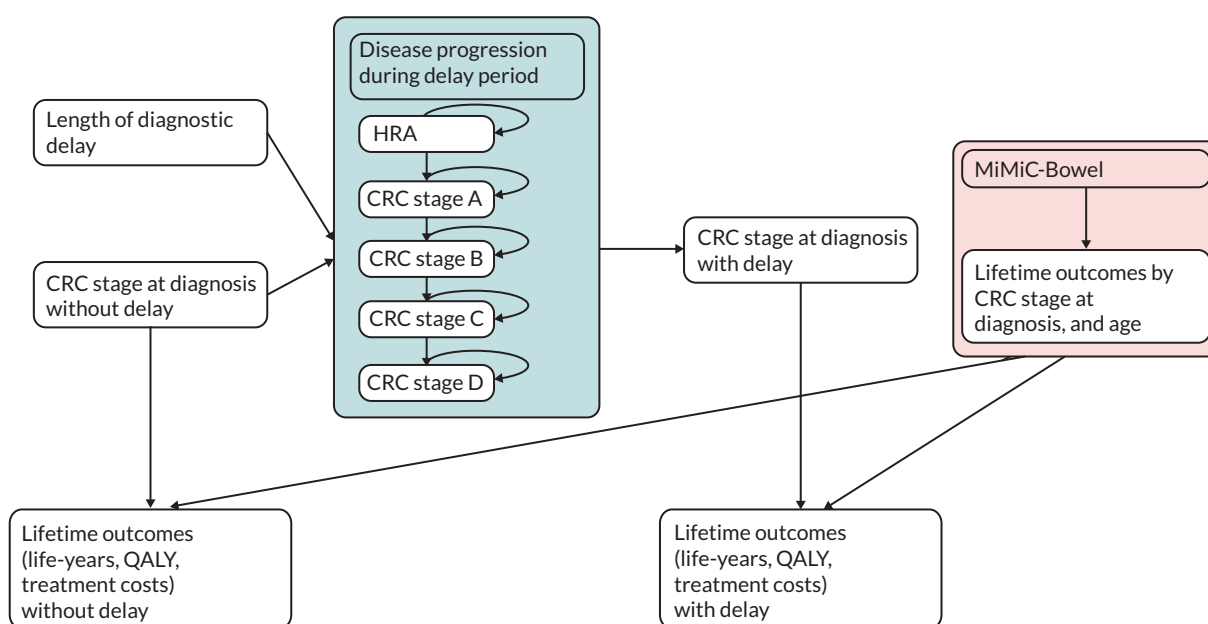 Disease progression
during delay period
Length of diagnostic
delay
HRA
CRC stage A
CRC stage B
CRC stage C
CRC stage D
CRC stage at diagnosis
without delay
CRC stage at diagnosis
with delay
MiMiC-Bowel
Lifetime outcomes by
CRC stage at
diagnosis, and age
Lifetime outcomes
(life-years, QALY,
treatment costs)
without delay
Lifetime outcomes
(life-years, QALY,
treatment costs)
with delay